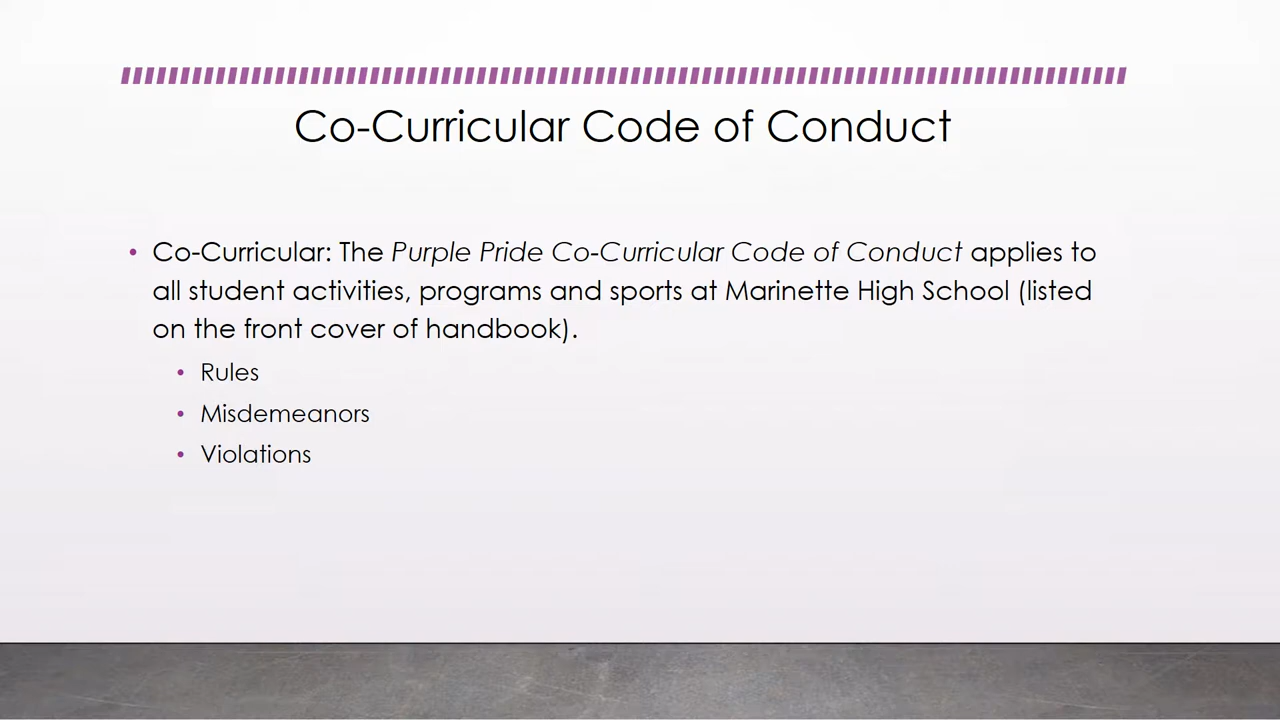 Co-Curricular Code of Conduct
• Co-Curricular: The Purple Pride Co-Curricular Code of Conduct applies to
all student activities, programs and sports at Marinette High School (listed
on the front cover of handbook).
• Rules
• Misdemeanors
• Violations